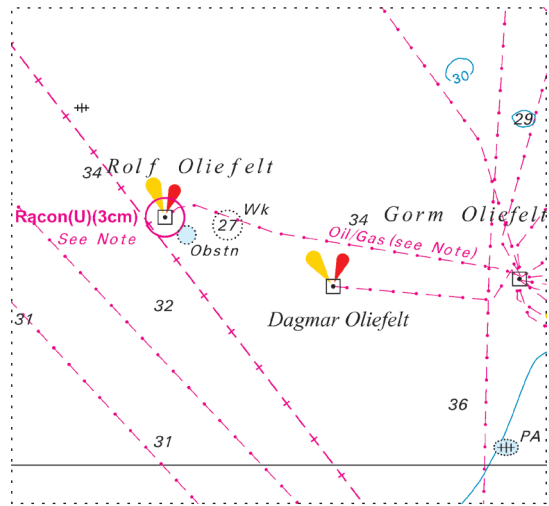 30
29
34 Rolf Oliefelt
Racon(U)(3cm)
See Note
27 Wk
Obstn
34 Gorm Oliefelt
Oil/Gas (see Note)
32
Dagmar Oliefelt
31
36
31
PA